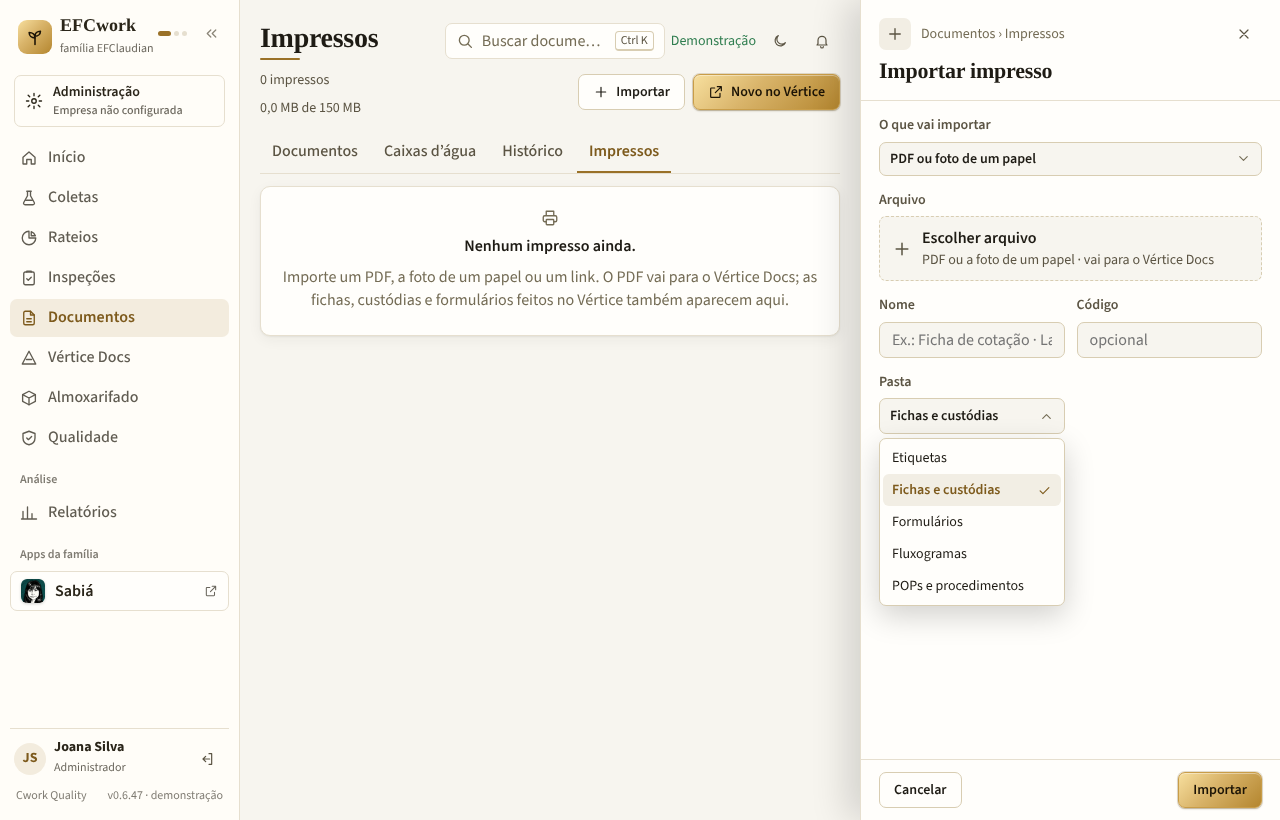 EFCwork
família EFClaudian
Administração
Empresa não configurada
Início
Coletas
Rateios
Inspeções
Documentos
Vértice Docs
Almoxarifado
Qualidade
Análise
Relatórios
Apps da família
Sabiá
JS
Joana Silva
Administrador
Cwork Quality
v0.6.47 · demonstração
Impressos
Buscar docume…
Ctrl K
Demonstração
0 impressos
0,0 MB de 150 MB
Importar
Novo no Vértice
Documentos
Caixas d’água
Histórico
Impressos
Nenhum impresso ainda.
Importe um PDF, a foto de um papel ou um link. O PDF vai para o Vértice Docs; as
fichas, custódias e formulários feitos no Vértice também aparecem aqui.
Documentos › Impressos
Importar impresso
O que vai importar
PDF ou foto de um papel
Arquivo
Escolher arquivo
PDF ou a foto de um papel · vai para o Vértice Docs
Nome
Código
Ex.: Ficha de cotação · La
opcional
Pasta
Fichas e custódias
Etiquetas
Fichas e custódias
Formulários
Fluxogramas
POPs e procedimentos
Cancelar
Importar